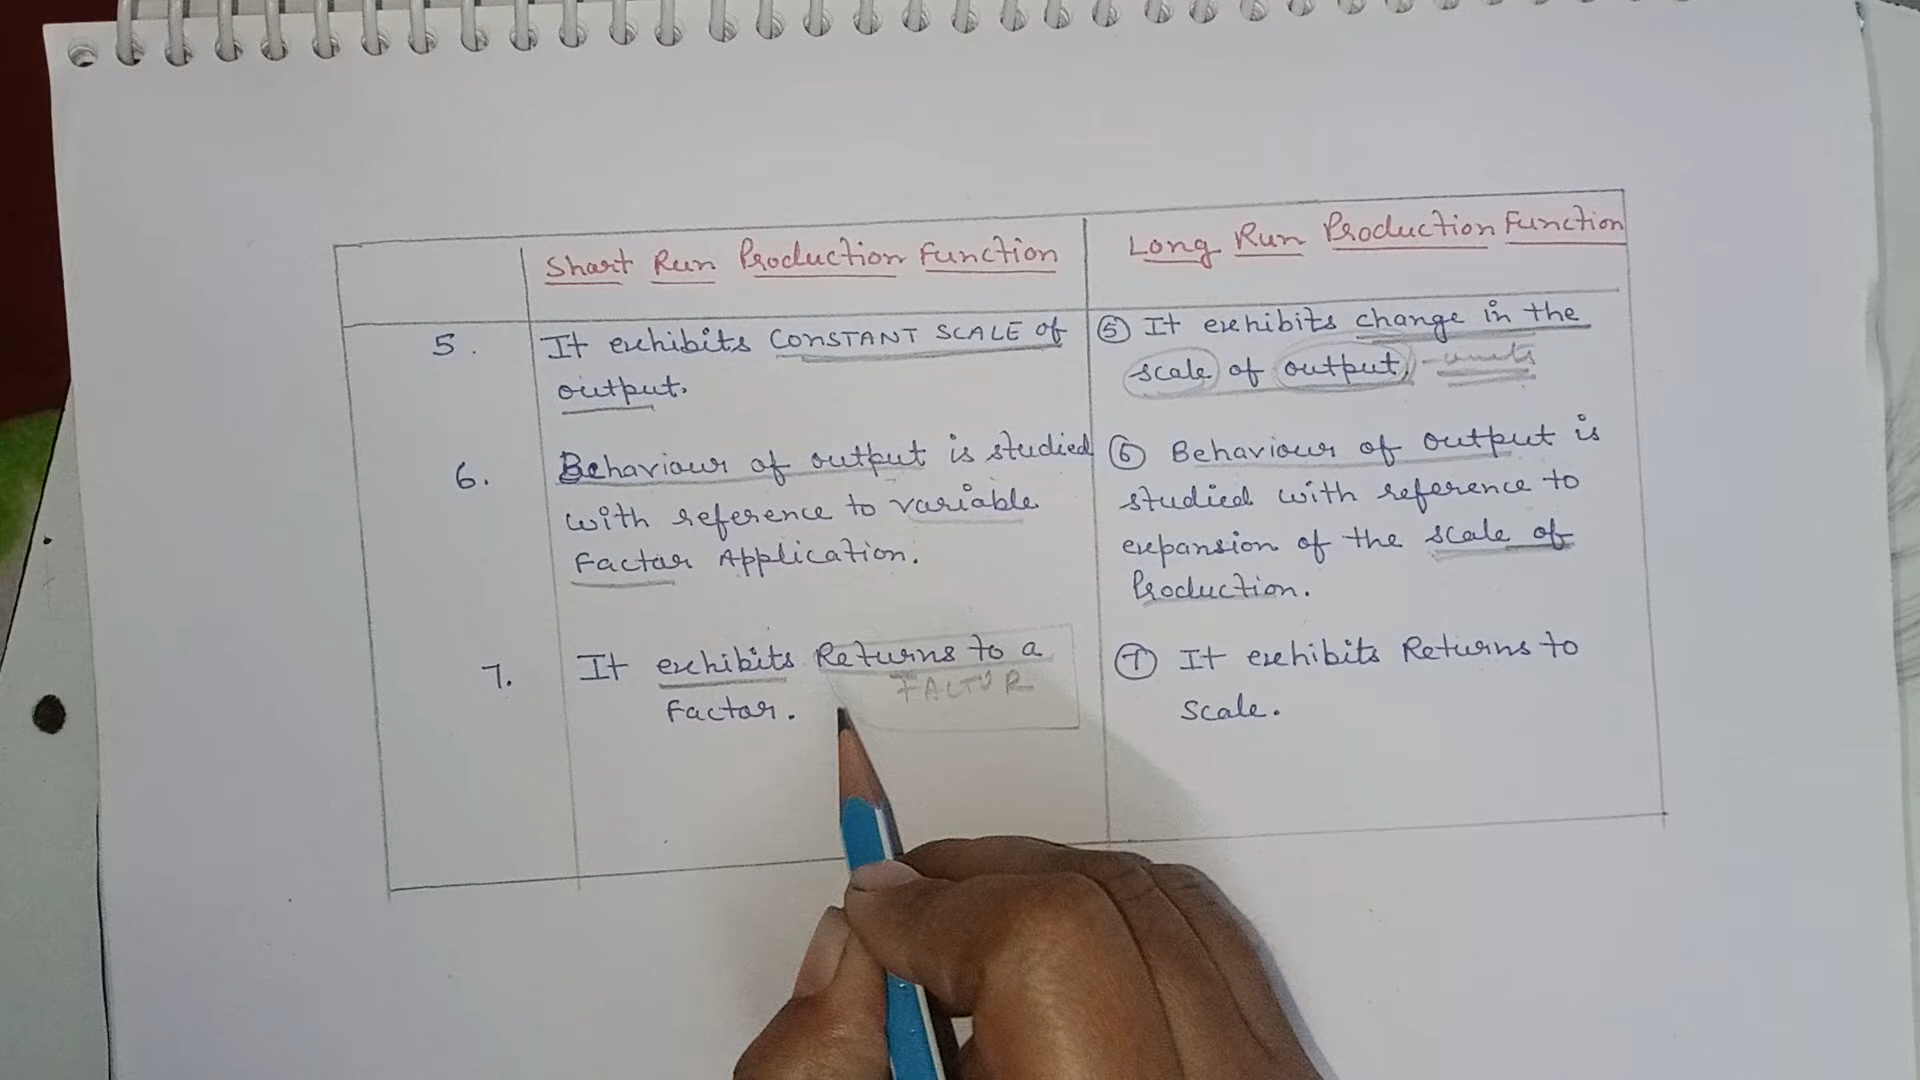 Short Run Production Function
Long Run Production Function
5.
It exhibits CONSTANT SCALE of
output.
⑤ It exhibits change in the
scale of output, - units
6.
Behaviour of output is studied
with reference to variable
Factor Application.
⑥ Behaviour of output is
studied with reference to
expansion of the scale of
Production.
7.
It exhibits Returns to a
FACTOR
Factor.
⑦ It exhibits Returns to
Scale.